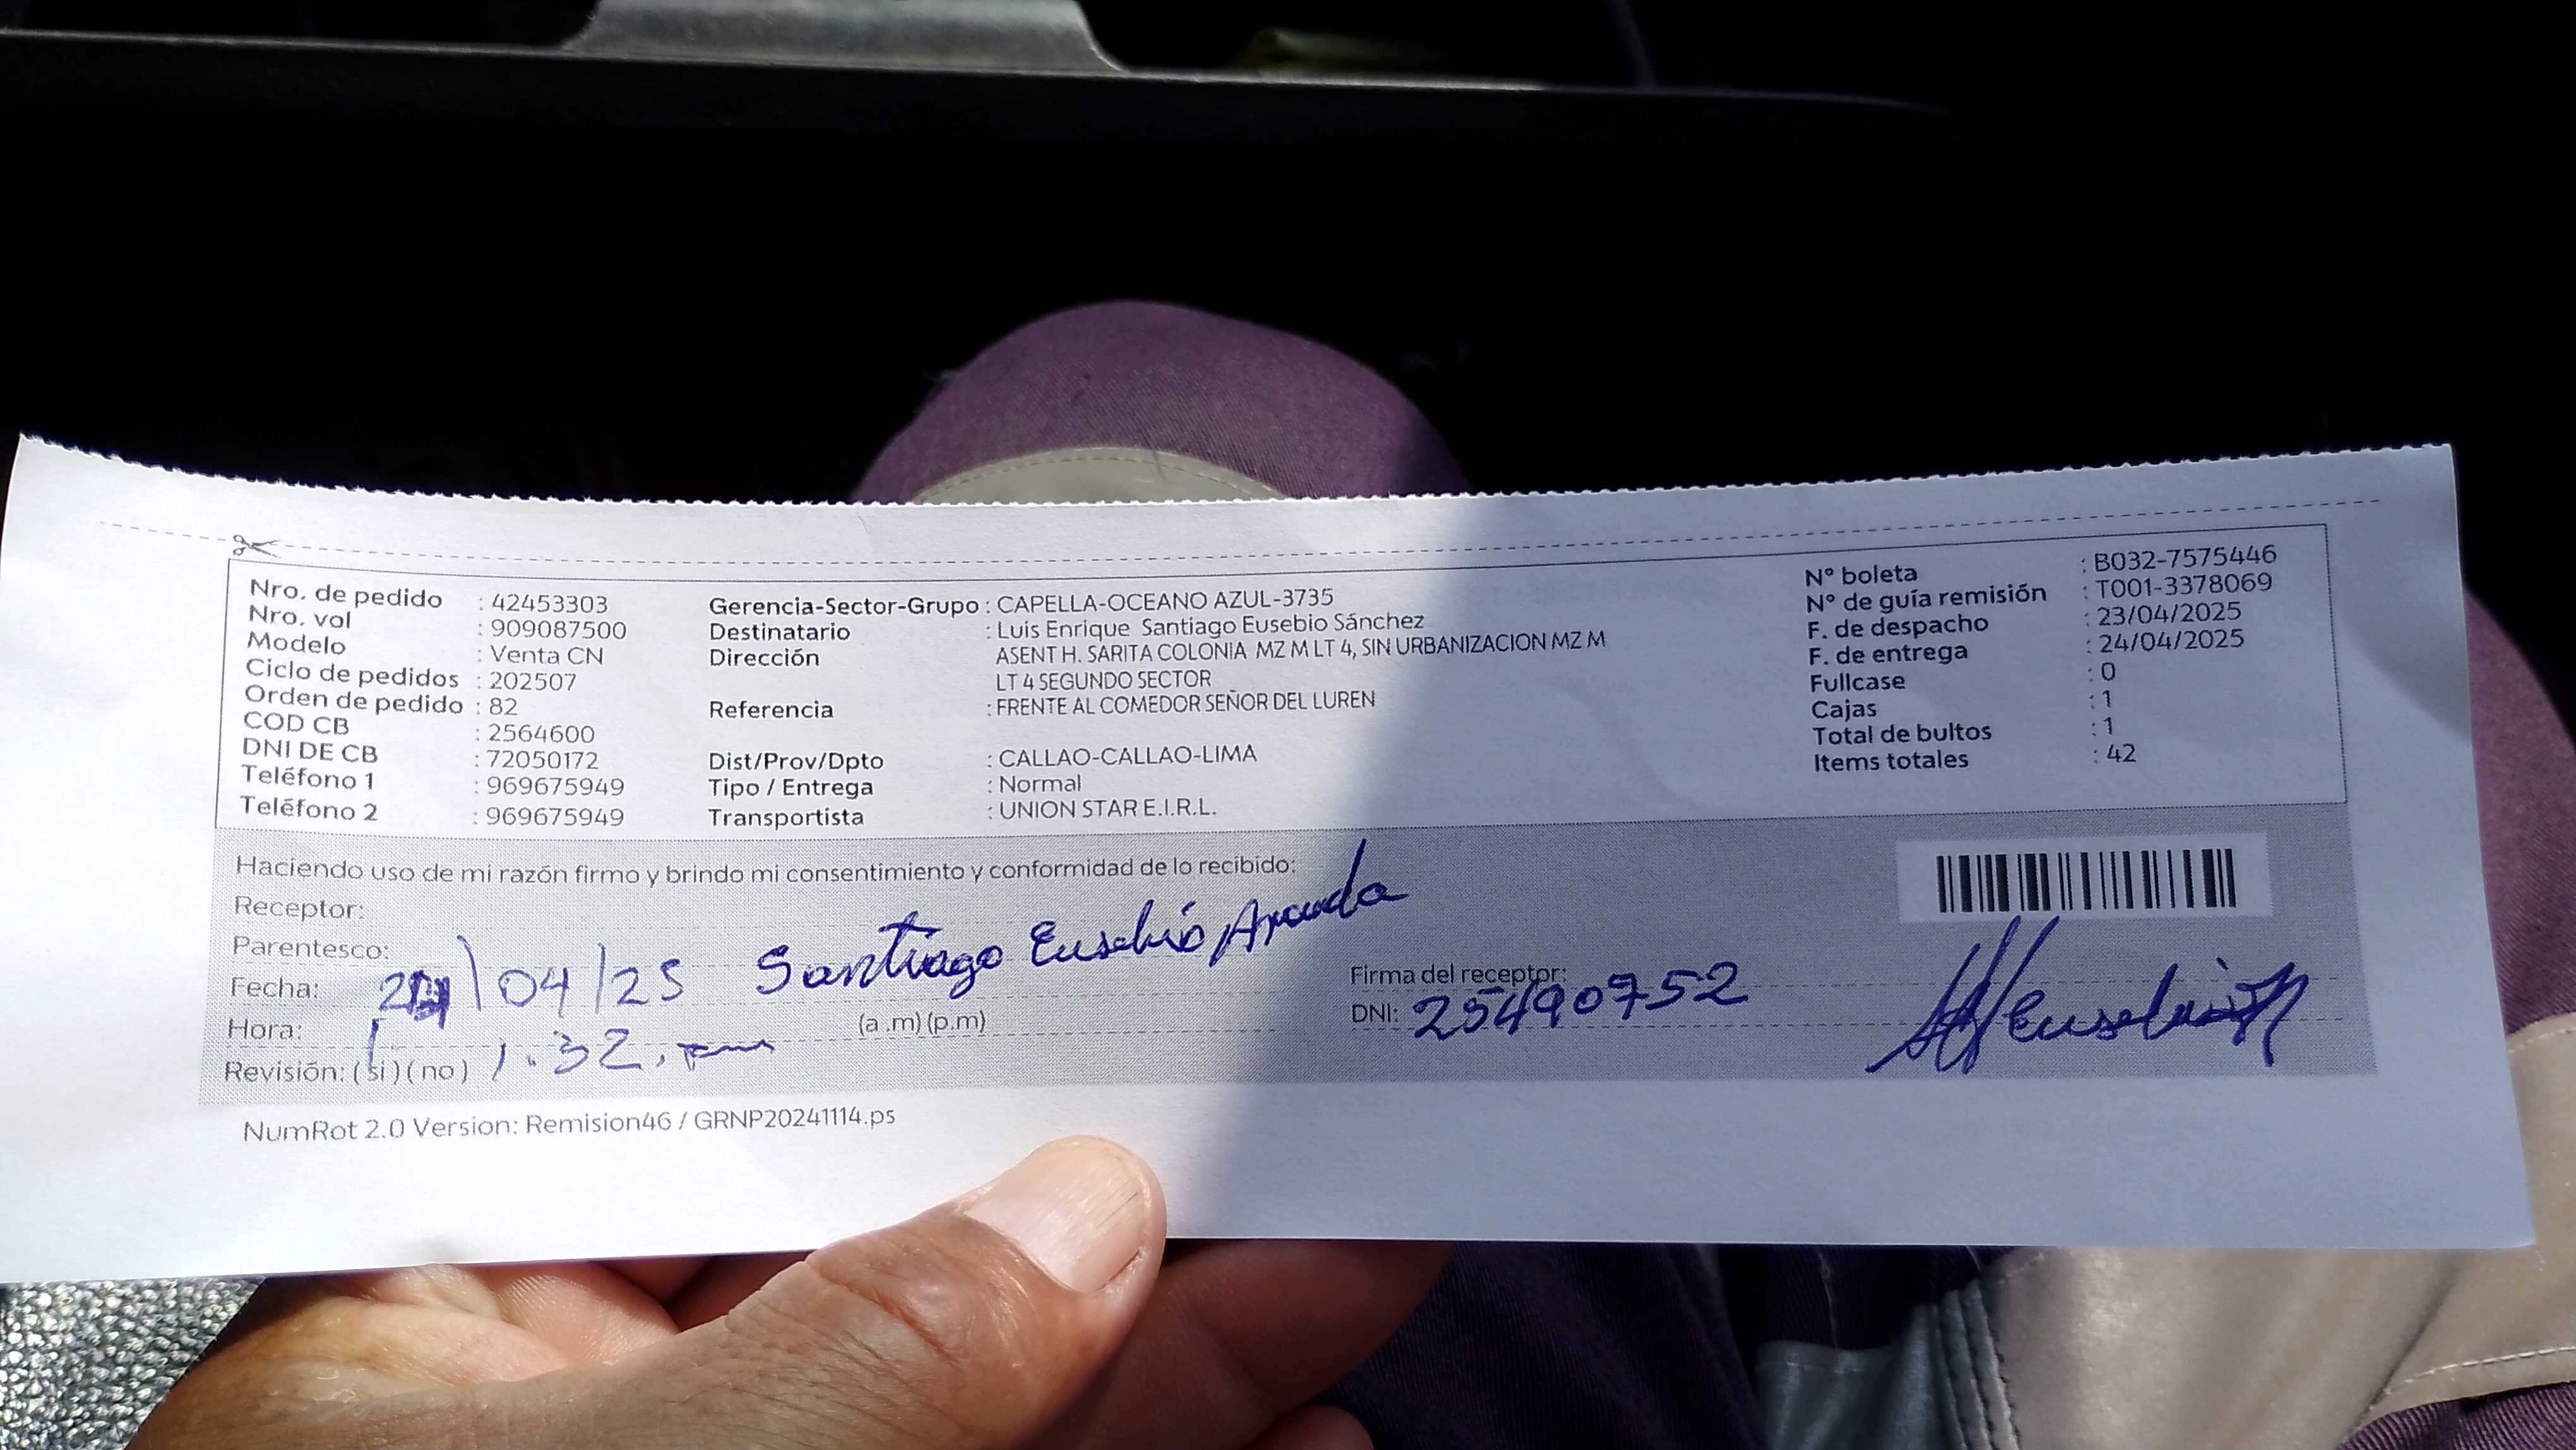 Nro. de pedido : 42453303
Nro. vol : 909087500
Modelo : Venta CN
Ciclo de pedidos : 202507
Orden de pedido : 82
COD CB : 2564600
DNI DE CB : 72050172
Teléfono 1 : 969675949
Teléfono 2 : 969675949
Gerencia-Sector-Grupo : CAPELLA-OCEANO AZUL-3735
Destinatario : Luis Enrique Santiago Eusebio Sánchez
Dirección ASENT H. SARITA COLONIA MZ M LT 4, SIN URBANIZACION MZ M
LT 4 SEGUNDO SECTOR
Referencia : FRENTE AL COMEDOR SEÑOR DEL LUREN
Dist/Prov/Dpto : CALLAO-CALLAO-LIMA
Tipo / Entrega : Normal
Transportista : UNION STAR E.I.R.L.
N° boleta : B032-7575446
N° de guía remisión : T001-3378069
F. de despacho : 23/04/2025
F. de entrega : 24/04/2025
Fullcase : 0
Cajas : 1
Total de bultos : 1
Items totales : 42
Haciendo uso de mi razón firmo y brindo mi consentimiento y conformidad de lo recibido:
Receptor:
Parentesco:
Santiago Eusebio Aranda
Fecha: /04/25
Hora: 1.32. pm (a .m) (p.m)
Revisión: (si) (no)
Firma del receptor:
DNI: 25490752
Eusebio
NumRot 2.0 Version: Remision46 / GRNP20241114.ps